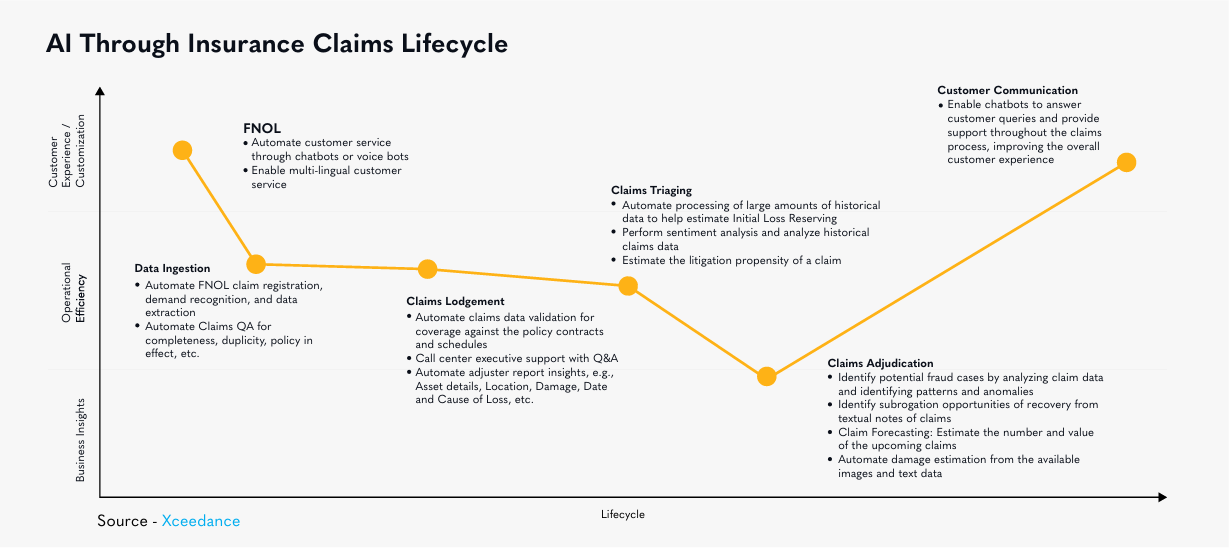 AI Through Insurance Claims Lifecycle
Customer
Experience /
Customization
Operational
Efficiency
Business Insights
FNOL
• Automate customer service
through chatbots or voice bots
• Enable multi-lingual customer
service
Data Ingestion
• Automate FNOL claim registration,
demand recognition, and data
extraction
• Automate Claims QA for
completeness, duplicity, policy in
effect, etc.
Claims Lodgement
• Automate claims data validation for
coverage against the policy contracts
and schedules
• Call center executive support with Q&A
• Automate adjuster report insights, e.g.,
Asset details, Location, Damage, Date
and Cause of Loss, etc.
Claims Triaging
• Automate processing of large amounts of historical
data to help estimate Initial Loss Reserving
• Perform sentiment analysis and analyze historical
claims data
• Estimate the litigation propensity of a claim
Claims Adjudication
• Identify potential fraud cases by analyzing claim data
and identifying patterns and anomalies
• Identify subrogation opportunities of recovery from
textual notes of claims
• Claim Forecasting: Estimate the number and value
of the upcoming claims
• Automate damage estimation from the available
images and text data
Customer Communication
• Enable chatbots to answer
customer queries and provide
support throughout the claims
process, improving the overall
customer experience
Lifecycle
Source - Xceedance